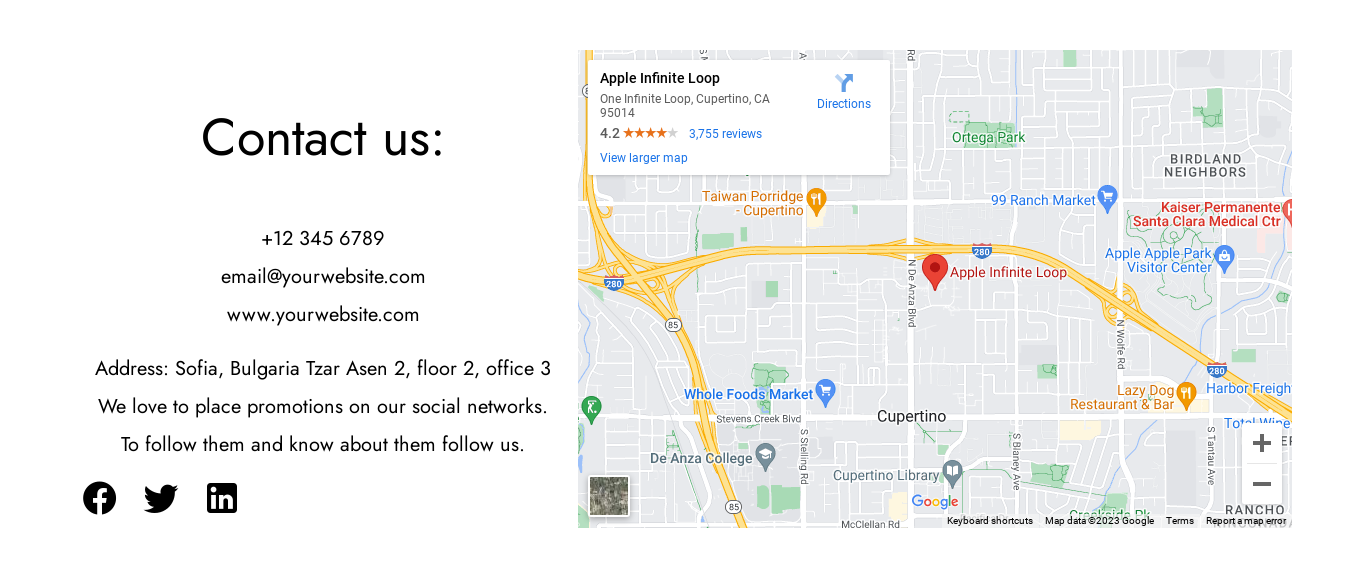 Contact us:
+12 345 6789
email@yourwebsite.com
www.yourwebsite.com
Address: Sofia, Bulgaria Tzar Asen 2, floor 2, office 3
We love to place promotions on our social networks.
To follow them and know about them follow us.
Apple Infinite Loop
One Infinite Loop, Cupertino, CA
95014
Directions
4.2
3,755 reviews
View larger map
Ortega Park
BIRDLAND
NEIGHBORS
Taiwan Porridge
- Cupertino
99 Ranch Market
Kaiser Permanente
Santa Clara Medical Ctr
Apple Apple Park
Visitor Center
280
280
Apple Infinite Loop
N De Anza Blvd
85
N Wolfe Rd
280
Whole Foods Market
Lazy Dog
Restaurant & Bar
Harbor Freight
Stevens Creek Blvd
Cupertino
Total Wine
De Anza College
S Stelling Rd
Cupertino Library
S Blaney Ave
S Tantau Ave
85
Google
McClellan Rd
Creekside Pk
RANCHO
Keyboard shortcuts
Map data ©2023 Google
Terms
Report a map error